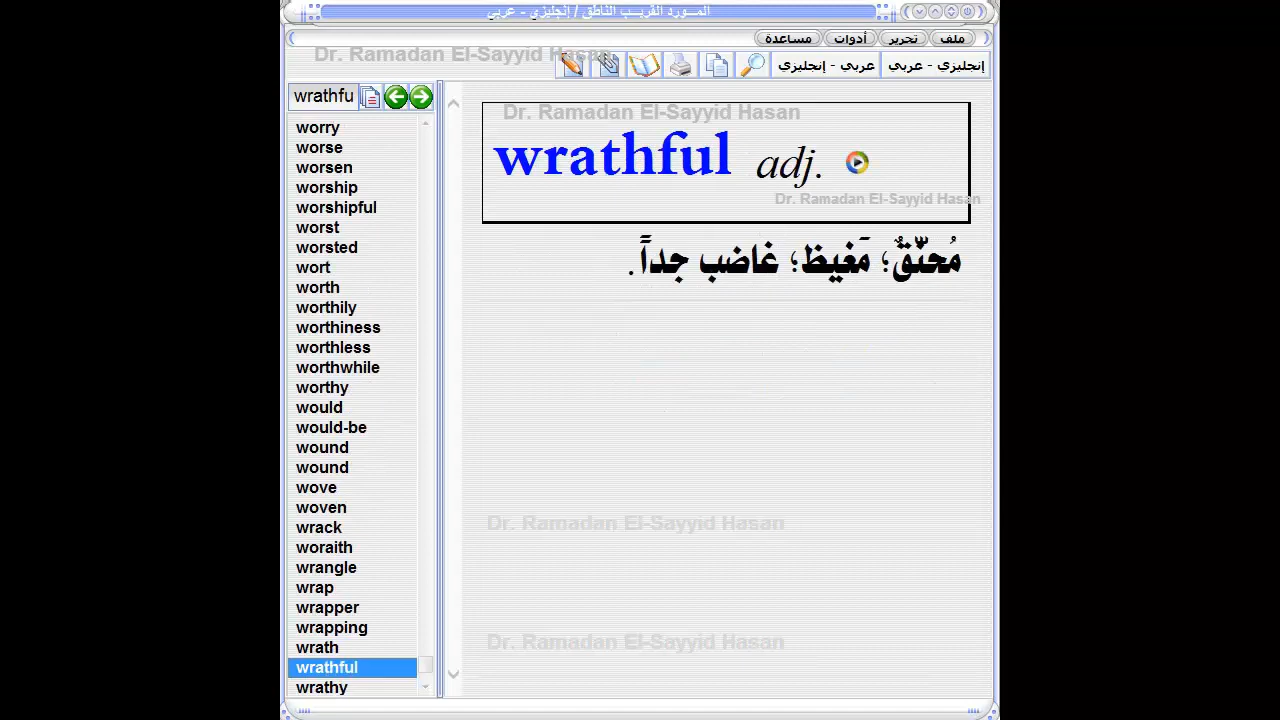 المـــورد القريـــب الناطق / إنجليزي - عربي
ملف تحرير أدوات مساعدة
Dr. Ramadan El-Sayyid Hasan
إنجليزي - عربي عربي - إنجليزي
wrathfu
worry
worse
worsen
worship
worshipful
worst
worsted
wort
worth
worthily
worthiness
worthless
worthwhile
worthy
would
would-be
wound
wound
wove
woven
wrack
woraith
wrangle
wrap
wrapper
wrapping
wrath
wrathful
wrathy
Dr. Ramadan El-Sayyid Hasan
wrathful adj.
Dr. Ramadan El-Sayyid Hasan
مُحنّقٌ؛ مَغيظ؛ غاضب جداً.
Dr. Ramadan El-Sayyid Hasan
Dr. Ramadan El-Sayyid Hasan